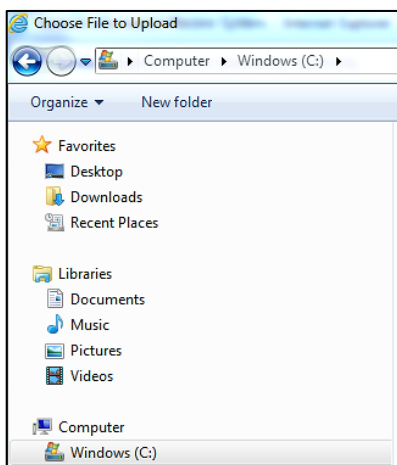 Choose File to Upload
Computer Windows (C:)
Organize New folder
Favorites
Desktop
Downloads
Recent Places
Libraries
Documents
Music
Pictures
Videos
Computer
Windows (C:)